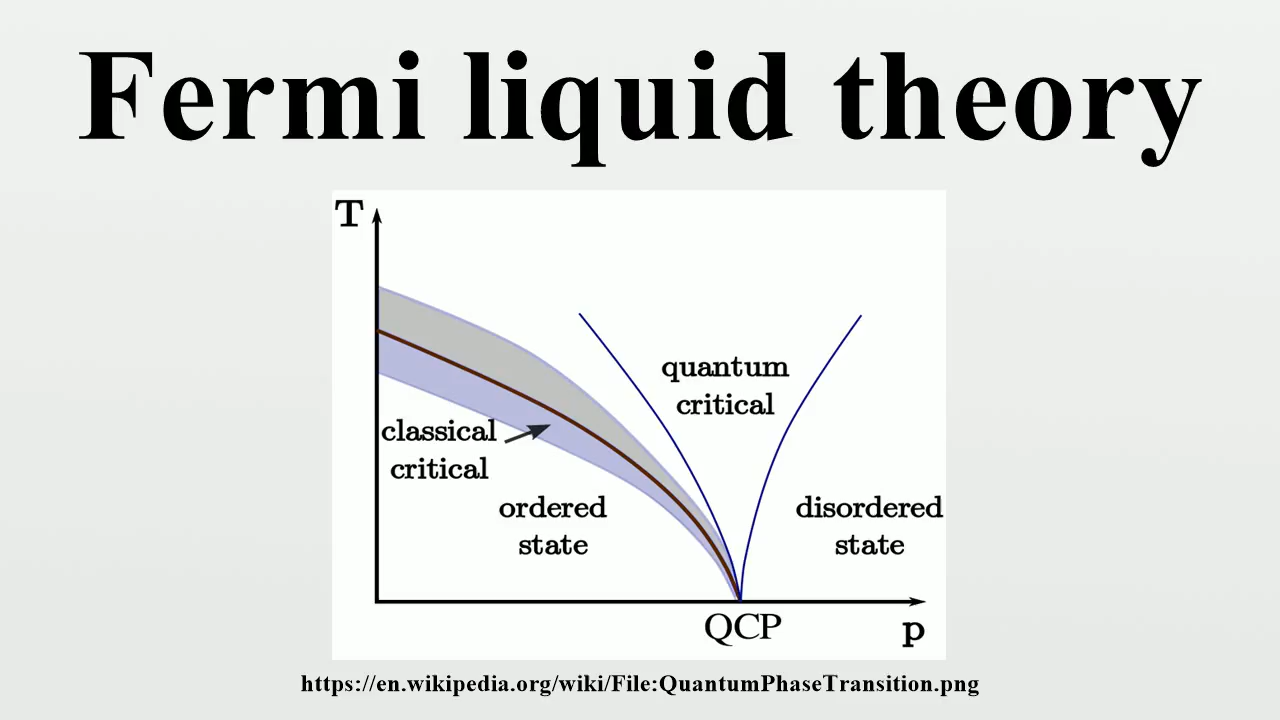 Fermi liquid theory
T
quantum
critical
classical
critical
ordered
state
disordered
state
QCP
p
https://en.wikipedia.org/wiki/File:QuantumPhaseTransition.png